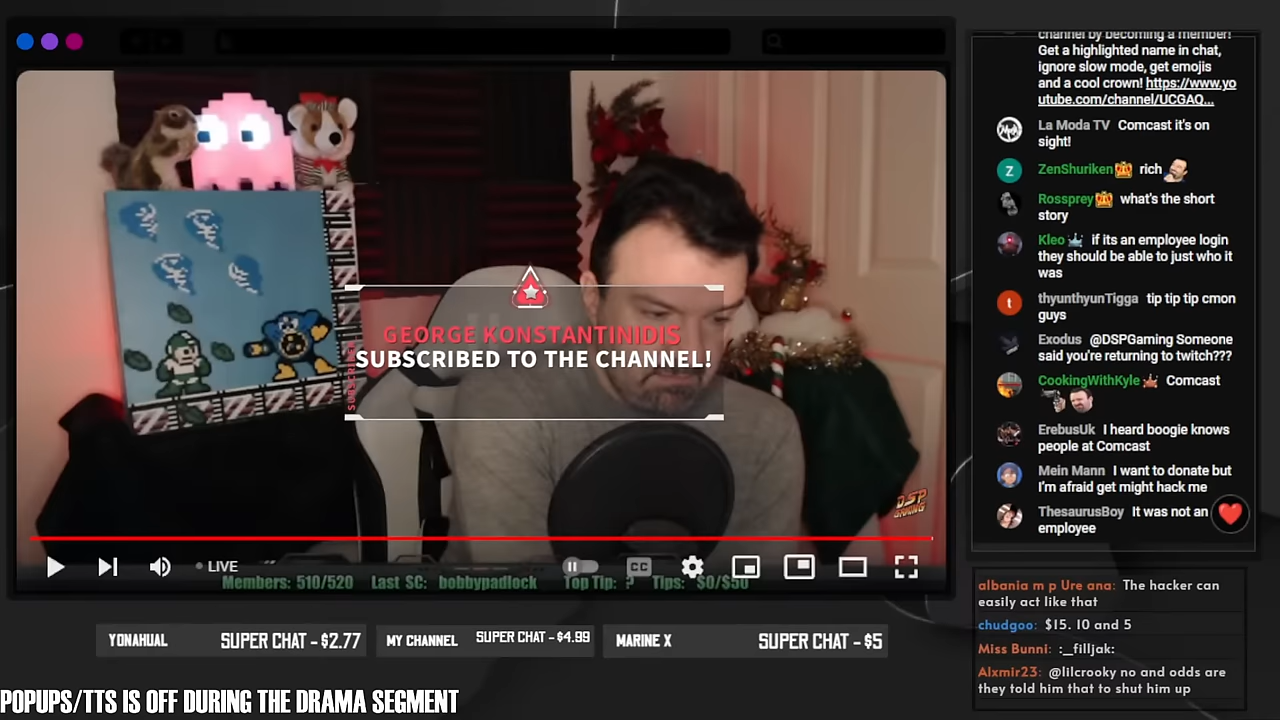 channel by becoming a member!
Get a highlighted name in chat,
ignore slow mode, get emojis
and a cool crown! https://www.yo
utube.com/channel/UCGAQ...
La Moda TV Comcast it's on
sight!
ZenShuriken rich
Rossprey what's the short
story
Kleo if its an employee login
they should be able to just who it
was
thyunthyunTigga tip tip tip cmon
guys
Exodus @DSPGaming Someone
said you're returning to twitch???
CookingWithKyle Comcast
ErebusUk I heard boogie knows
people at Comcast
Mein Mann I want to donate but
I'm afraid get might hack me
ThesaurusBoy It was not an
employee
GEORGE KONSTANTINIDIS
SUBSCRIBED TO THE CHANNEL!
SUBSCRIBER
DSP
GAMING
LIVE
CC
Members: 510/520 Last SC: bobypadlock Top Tip: ? Tips: $0/$50
YONAHUAL SUPER CHAT - $2.77
MY CHANNEL SUPER CHAT - $4.99
MARINE X SUPER CHAT - $5
albania m p Ure ana: The hacker can
easily act like that
chudgoo: $15. 10 and 5
Miss Bunni: :_filljak:
Alxmir23: @lilcrooky no and odds are
they told him that to shut him up
POPUPS/TTS IS OFF DURING THE DRAMA SEGMENT